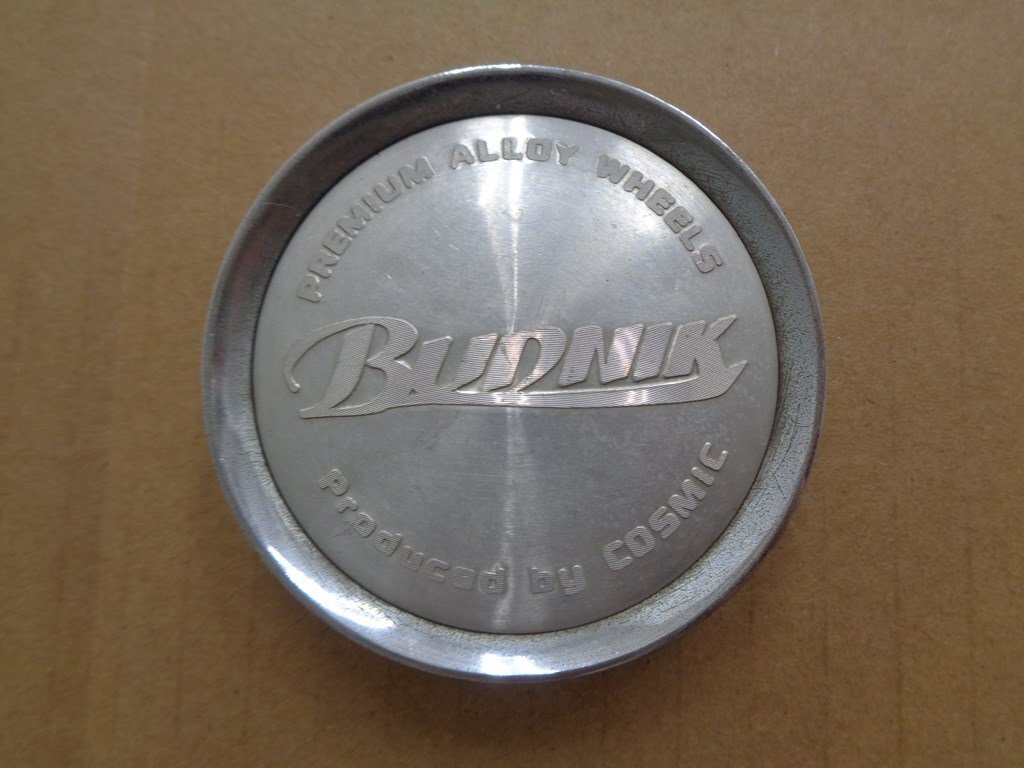 PREMIUM ALLOY WHEELS
BUDNIK
Produced by COSMIC